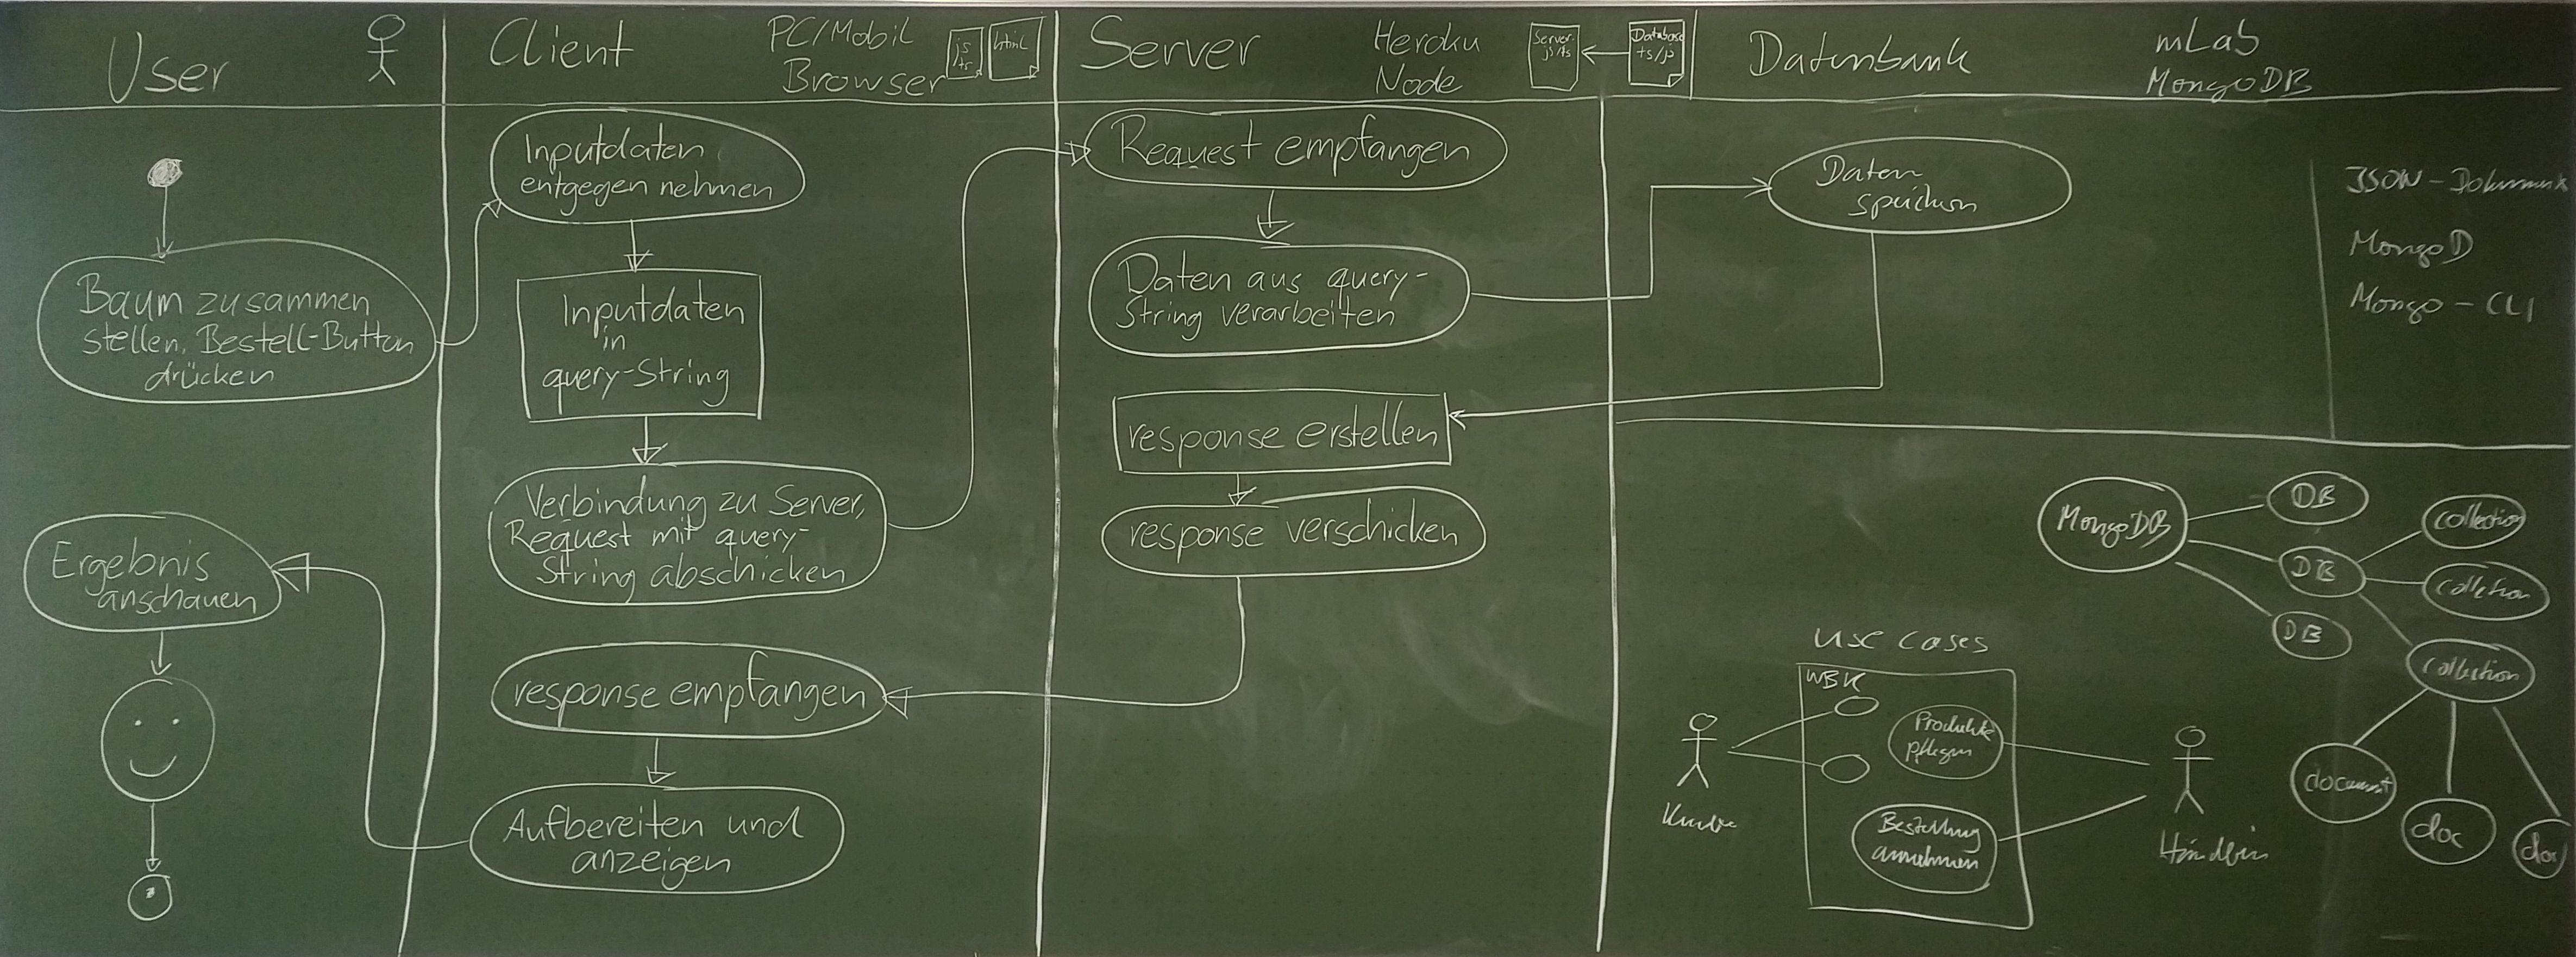 User
Client
PC/Mobil
Browser
js
ts
html
Server
Heroku
Node
Server.
js/ts
Database
ts/js
Datenbank
mLab
MongoDB
Baum zusammen
stellen, Bestell-Button
drücken
Ergebnis
anschauen
Inputdaten
entgegen nehmen
Inputdaten
in
query-String
Verbindung zu Server,
Request mit query-
String abschicken
response empfangen
Aufbereiten und
anzeigen
Request empfangen
Daten aus query-
String verarbeiten
response erstellen
response verschicken
Daten
speichern
JSON - Dokument
MongoD
Mongo - CLI
MongoDB
DB
DB
DB
collection
colletion
collection
document
doc
doc
use cases
WBK
Produkte
pflegen
Bestellung
annehmen
Kunde
Händlerin